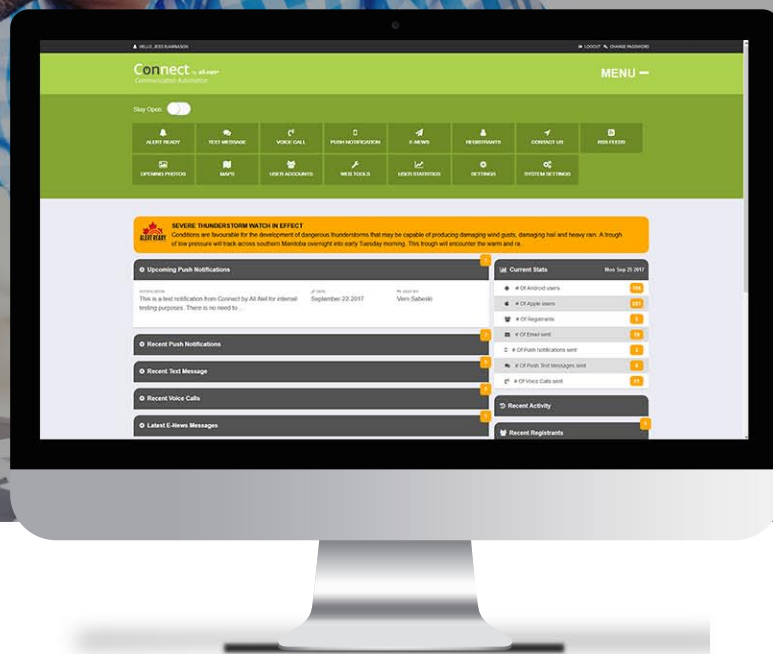 HELLO, JESS BJARNASON
LOGOUT CHANGE PASSWORD
Connect by all-net
Communication Automation
MENU
Stay Open
ALERT READY
TEXT MESSAGE
VOICE CALL
PUSH NOTIFICATION
E-NEWS
REGISTRANTS
CONTACT US
RSS FEEDS
OPENING PHOTOS
MAPS
USER ACCOUNTS
WEB TOOLS
USER STATISTICS
SETTINGS
SYSTEM SETTINGS
ALERT READY
SEVERE THUNDERSTORM WATCH IN EFFECT
Conditions are favourable for the development of dangerous thunderstorms that may be capable of producing damaging wind gusts, damaging hail and heavy rain. A trough
of low pressure will track across southern Manitoba overnight into early Tuesday morning. This trough will encounter the warm and ra..
Upcoming Push Notifications
NOTIFICATION
DATE
SENT BY
This is a test notification from Connect by All-Net for internal
testing purposes. There is no need to ...
September 22 2017
Vern Sabeski
Recent Push Notifications
Recent Text Message
Recent Voice Calls
Latest E-News Messages
Current Stats
Mon Sep 25 2017
# Of Android users
# Of Apple users
# Of Registrants
# Of Email sent
# Of Push Notifications sent
# Of Push Text Messages sent
# Of Voice Calls sent
Recent Activity
Recent Registrants